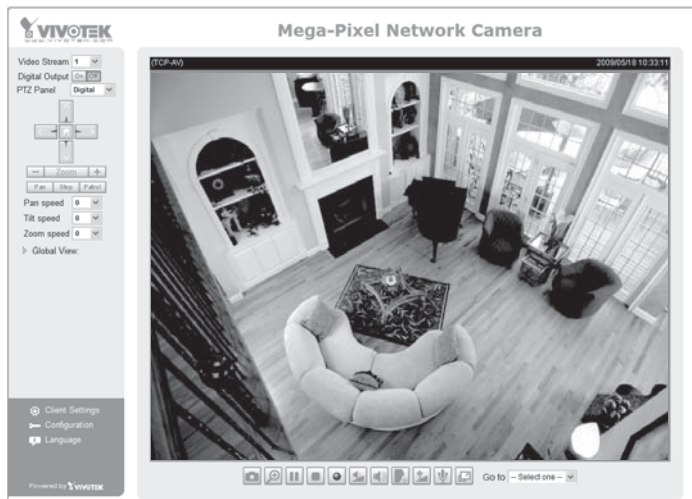 VIVOTEK
www.vivotek.com
Mega-Pixel Network Camera
Video Stream 1
Digital Output On Off
PTZ Panel Digital
Zoom
Pan Stop Patrol
Pan speed 0
Tilt speed 0
Zoom speed 0
Global View:
(TCP-AV) 2009/05/18 10:33:11
Client Settings
Configuration
Language
Powered by VIVOTEK
Go to -- Select one --